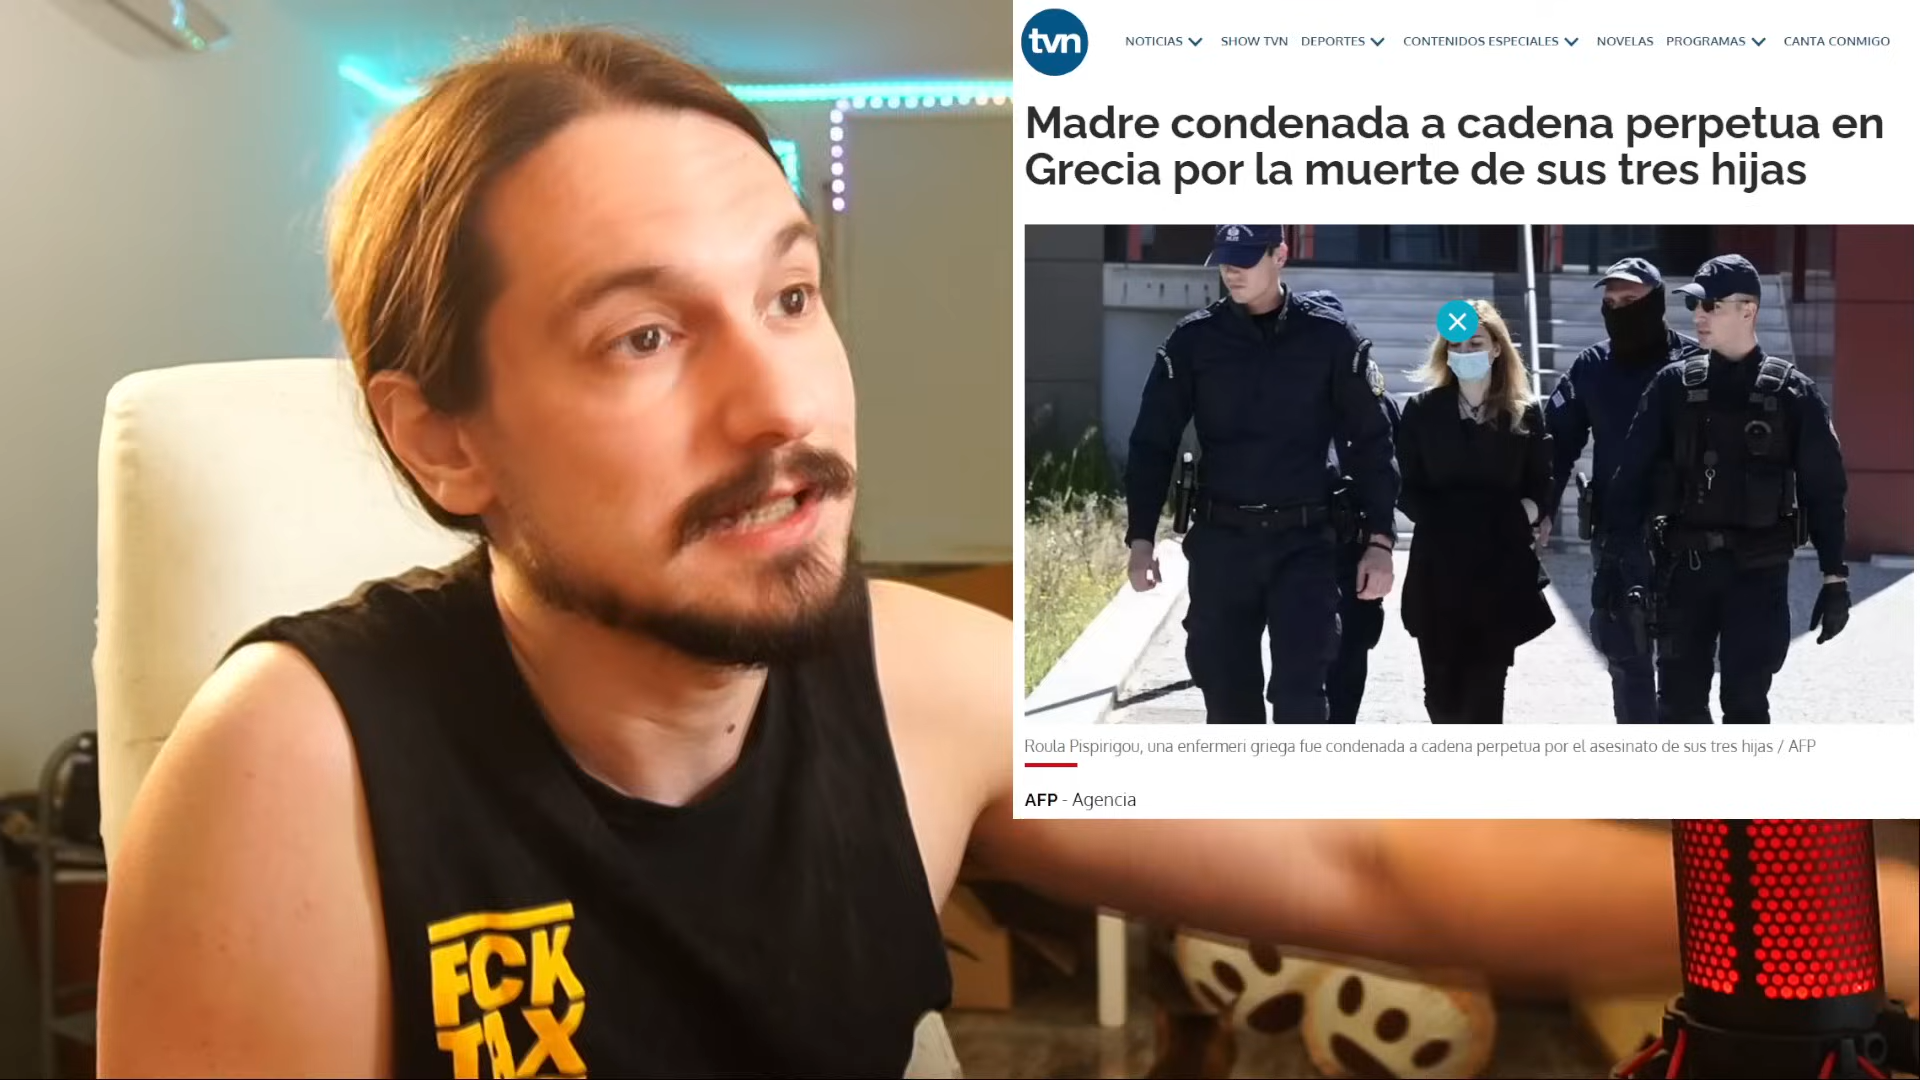 tvn
NOTICIAS SHOW TVN DEPORTES CONTENIDOS ESPECIALES NOVELAS PROGRAMAS CANTA CONMIGO
Madre condenada a cadena perpetua en
Grecia por la muerte de sus tres hijas
Roula Pispirigou, una enfermeri griega fue condenada a cadena perpetua por el asesinato de sus tres hijas / AFP
AFP - Agencia
FCK
TAX